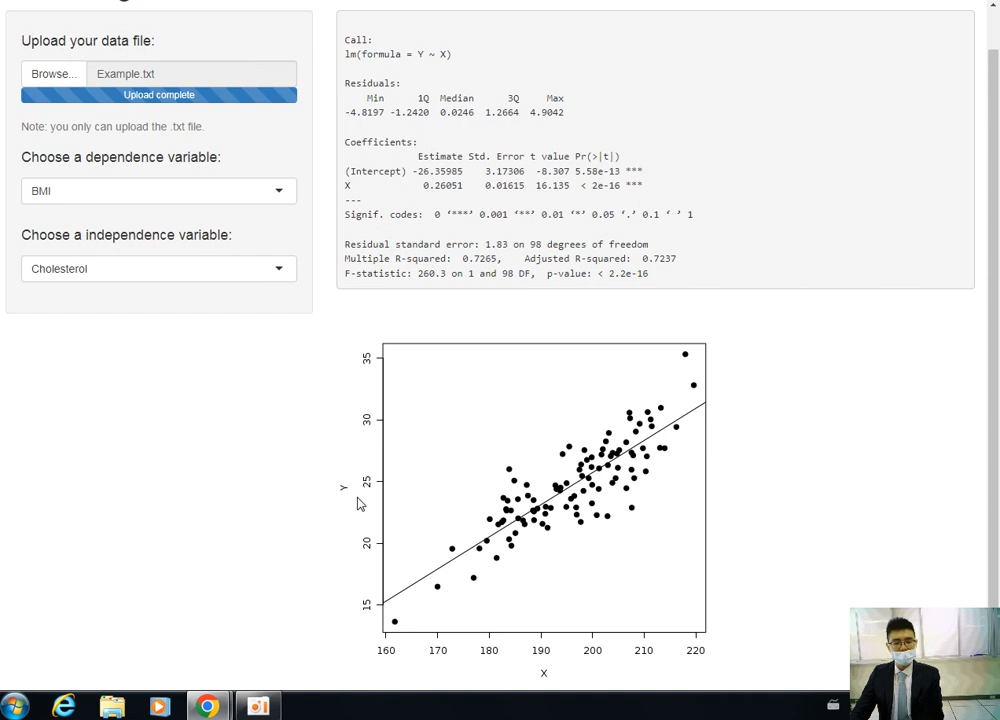 Upload your data file:
Browse... Example.txt
Upload complete
Note: you only can upload the .txt file.
Choose a dependence variable:
BMI
Choose a independence variable:
Cholesterol
Call:
lm(formula = Y ~ X)
Residuals:
Min 1Q Median 3Q Max
-4.8197 -1.2420 0.0246 1.2664 4.9042
Coefficients:
Estimate Std. Error t value Pr(>|t|)
(Intercept) -26.35985 3.17306 -8.307 5.58e-13 ***
X 0.26051 0.01615 16.135 < 2e-16 ***
---
Signif. codes: 0 ‘***’ 0.001 ‘**’ 0.01 ‘*’ 0.05 ‘.’ 0.1 ‘ ’ 1
Residual standard error: 1.83 on 98 degrees of freedom
Multiple R-squared: 0.7265, Adjusted R-squared: 0.7237
F-statistic: 260.3 on 1 and 98 DF, p-value: < 2.2e-16
35
30
25
20
15
Y
160 170 180 190 200 210 220
X